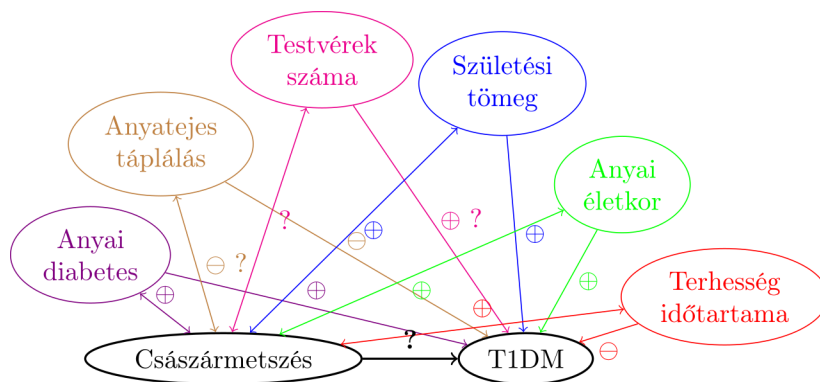 Testvérek
száma
Születési
tömeg
Anyatejes
táplálás
Anyai
életkor
Anyai
diabetes
Terhesség
időtartama
?
⊕ ?
⊖
⊕
⊕
⊖ ?
⊕
⊕
⊕
⊕
⊕
?
⊖
Császármetszés
T1DM